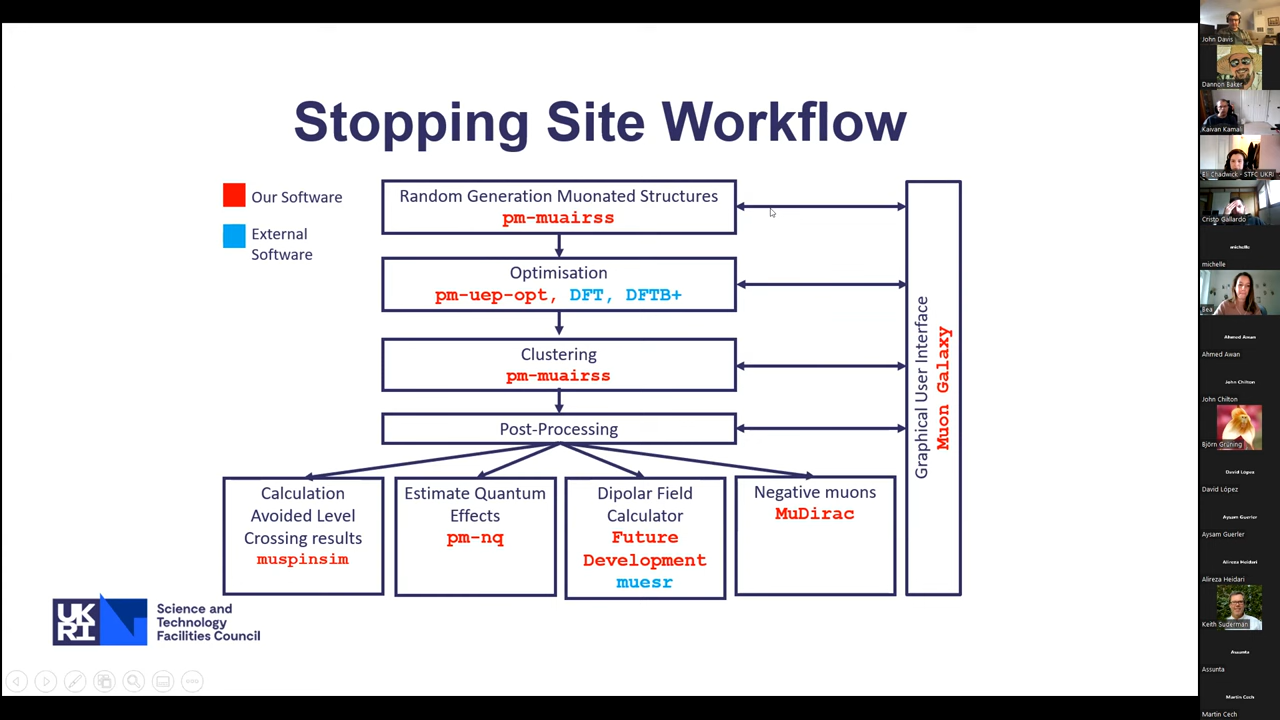 Stopping Site Workflow
Our Software
External
Software
Random Generation Muonated Structures
pm-muairss
Optimisation
pm-uep-opt, DFT, DFTB+
Clustering
pm-muairss
Post-Processing
Calculation
Avoided Level
Crossing results
muspinsim
Estimate Quantum
Effects
pm-nq
Dipolar Field
Calculator
Future
Development
muesr
Negative muons
MuDirac
Graphical User Interface
Muon Galaxy
UK
RI
Science and
Technology
Facilities Council
John Davis
Dannon Baker
Kaivan Kamali
Eli Chadwick - STFC UKRI
Cristo Gallardo
michelle
michelle
Bea
Ahmed Awan
Ahmed Awan
John Chilton
John Chilton
Björn Grüning
David López
David López
Aysam Guerler
Aysam Guerler
Alireza Heidari
Alireza Heidari
Keith Suderman
Assunta
Assunta
Martin Cech
Martin Cech